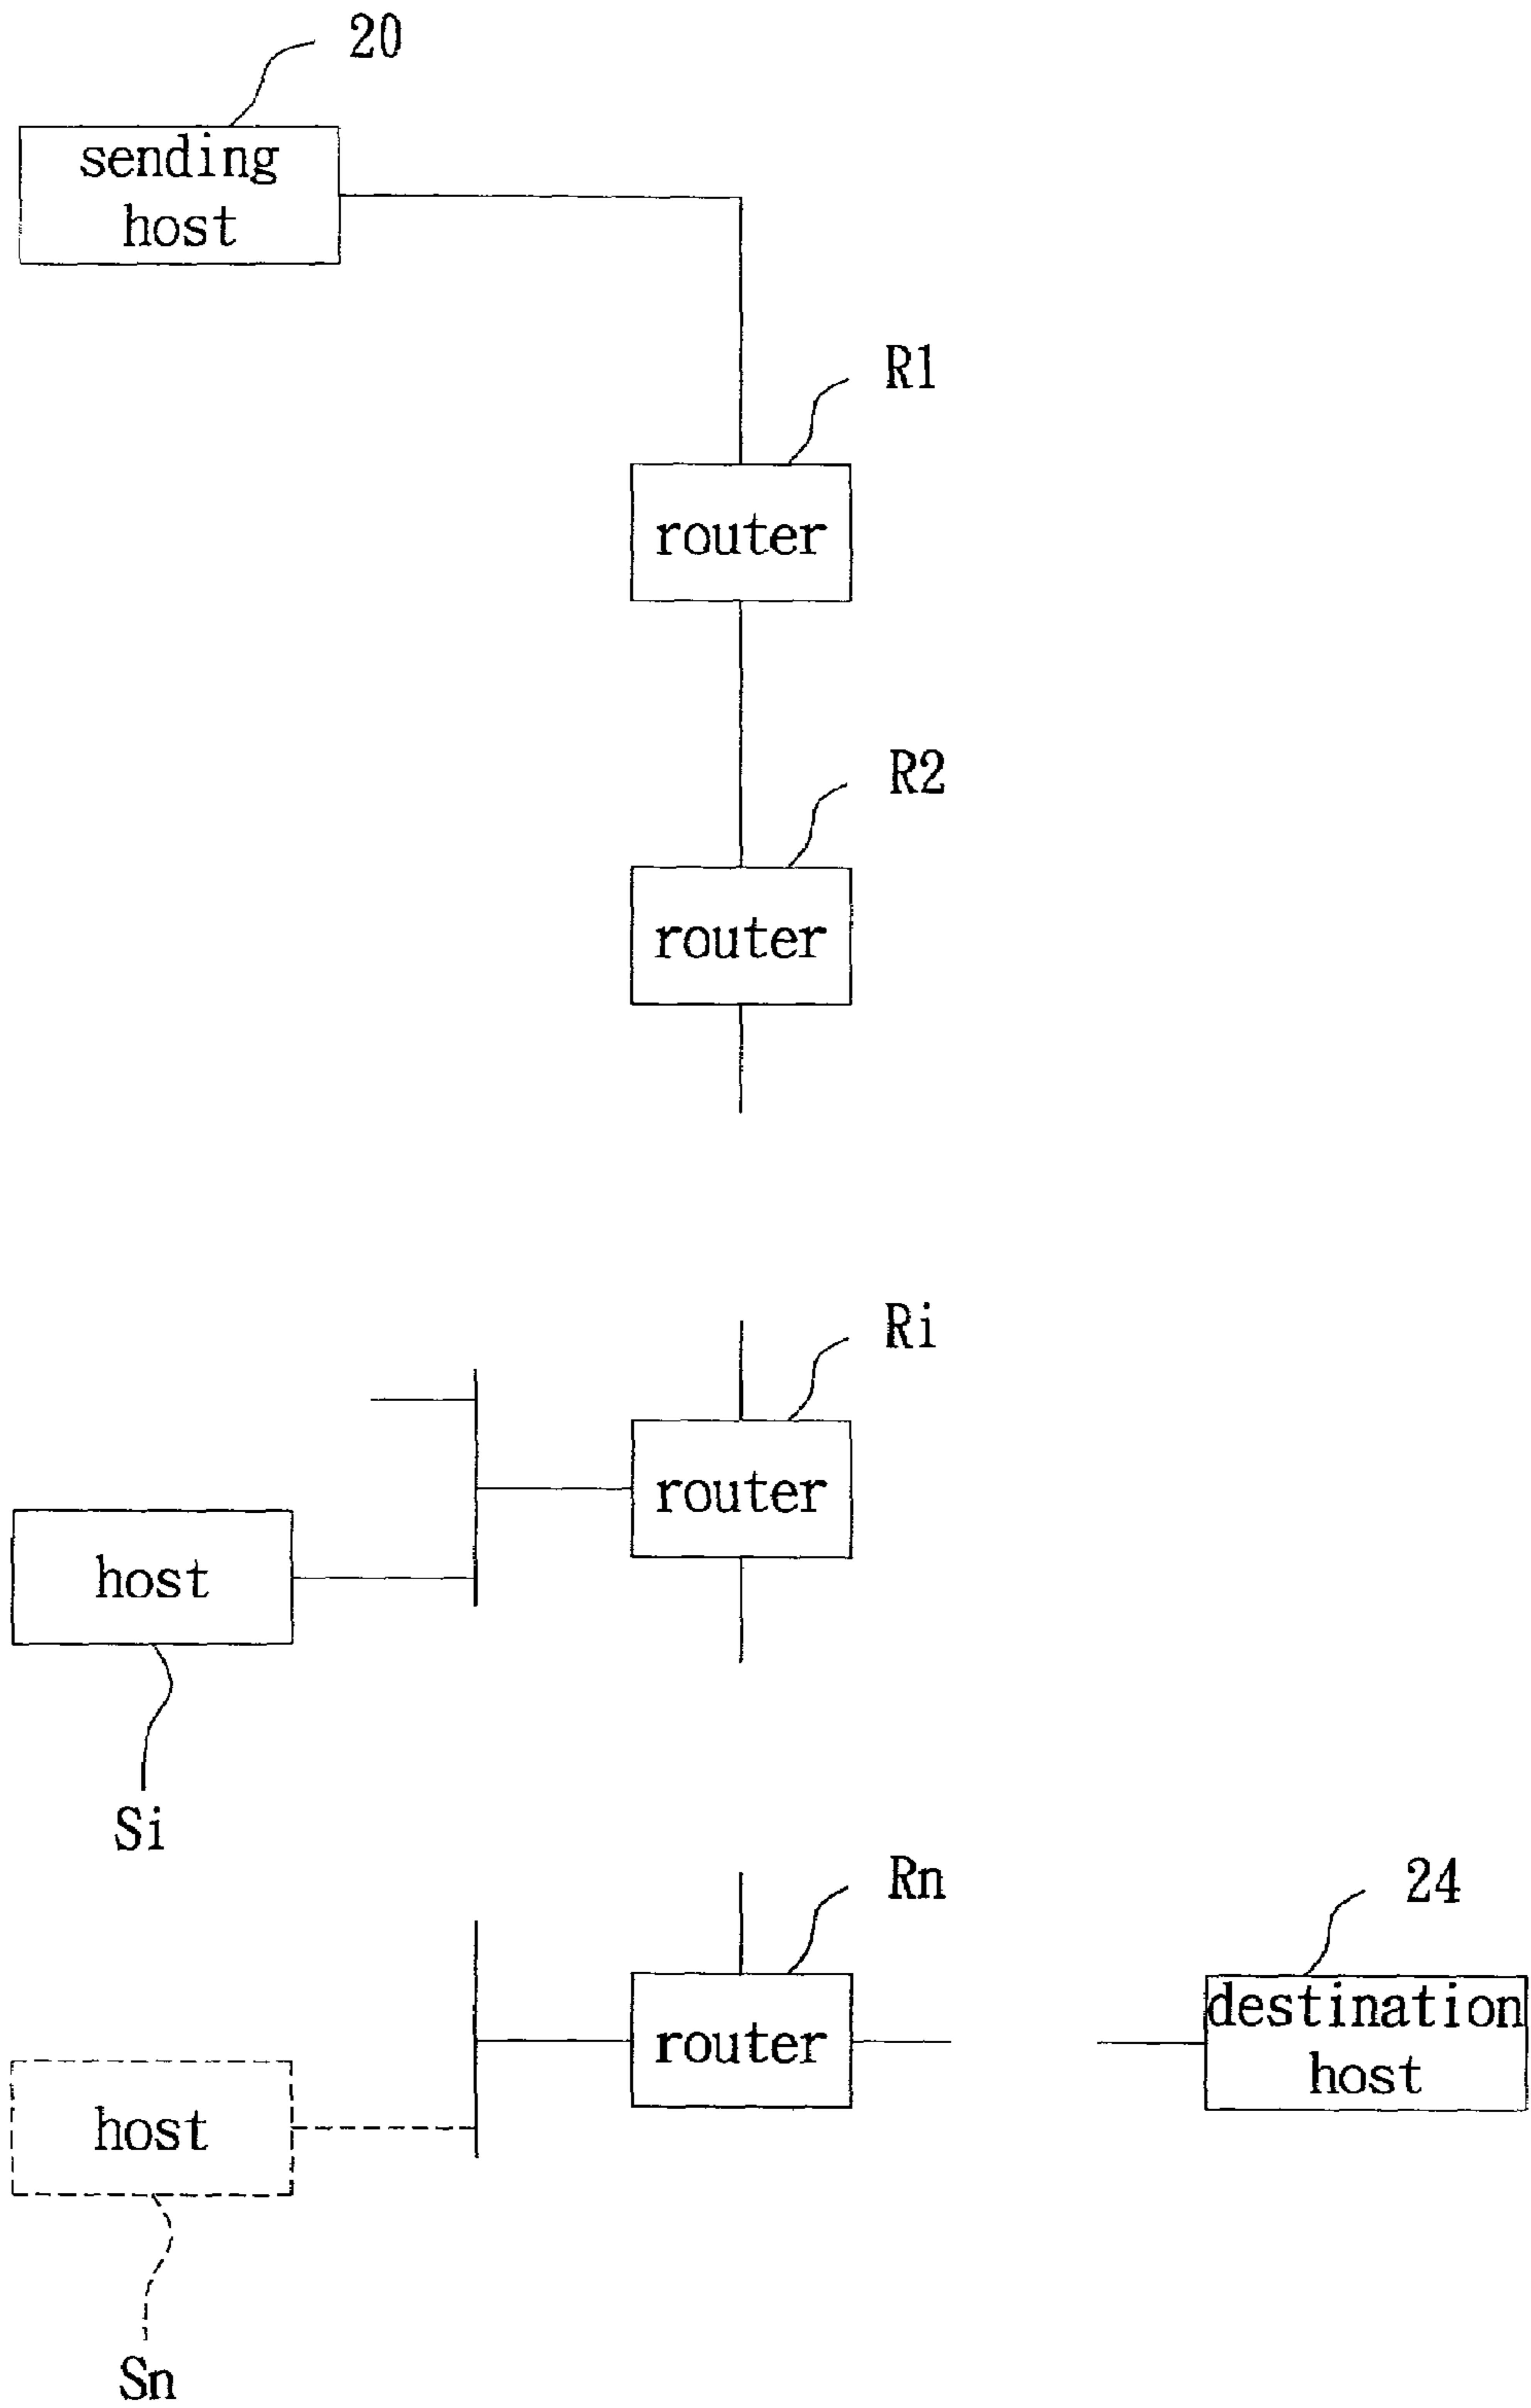 20
sending
host
R1
router
R2
router
Ri
router
host
Si
Rn
24
router
destination
host
host
Sn